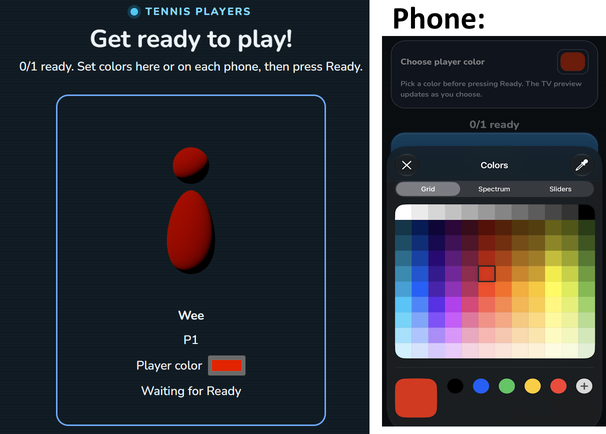 TENNIS PLAYERS
Get ready to play!
0/1 ready. Set colors here or on each phone, then press Ready.
Wee
P1
Player color
Waiting for Ready
Phone:
Choose player color
Pick a color before pressing Ready. The TV preview
updates as you choose.
0/1 ready
Colors
Grid
Spectrum
Sliders